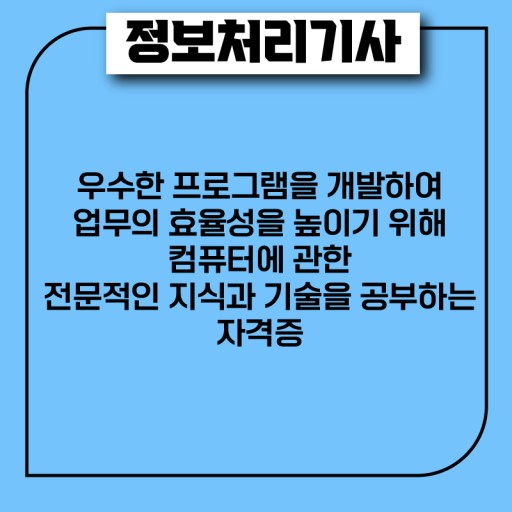 정보처리기사
우수한 프로그램을 개발하여
업무의 효율성을 높이기 위해
컴퓨터에 관한
전문적인 지식과 기술을 공부하는
자격증